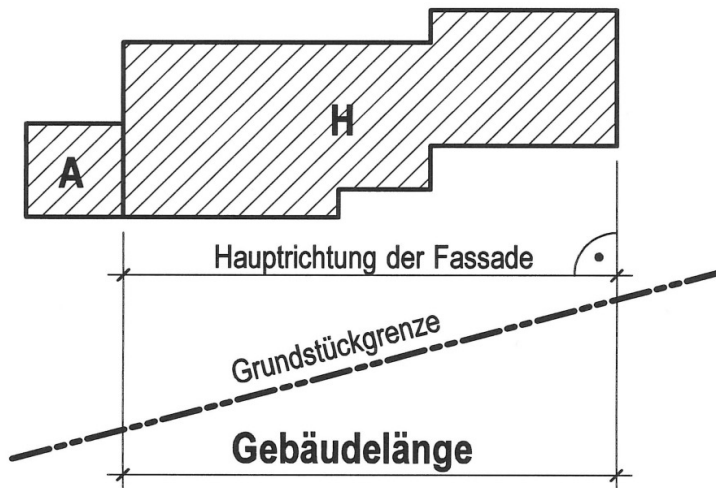 H
A
Hauptrichtung der Fassade
Grundstückgrenze
Gebäudelänge